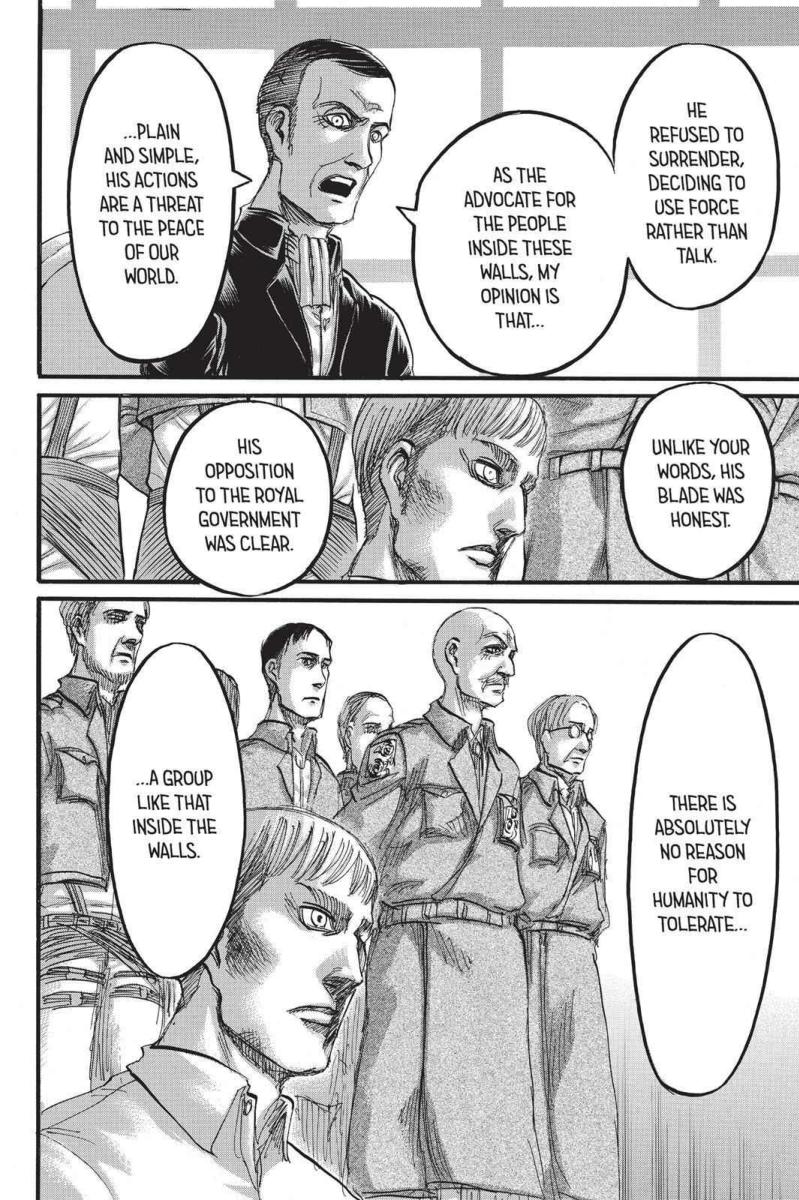 HE
REFUSED TO
SURRENDER,
DECIDING TO
USE FORCE
RATHER THAN
TALK.
AS THE
ADVOCATE FOR
THE PEOPLE
INSIDE THESE
WALLS, MY
OPINION IS
THAT...
...PLAIN
AND SIMPLE,
HIS ACTIONS
ARE A THREAT
TO THE PEACE
OF OUR
WORLD.
UNLIKE YOUR
WORDS, HIS
BLADE WAS
HONEST.
HIS
OPPOSITION
TO THE ROYAL
GOVERNMENT
WAS CLEAR.
THERE IS
ABSOLUTELY
NO REASON
FOR
HUMANITY TO
TOLERATE...
...A GROUP
LIKE THAT
INSIDE THE
WALLS.